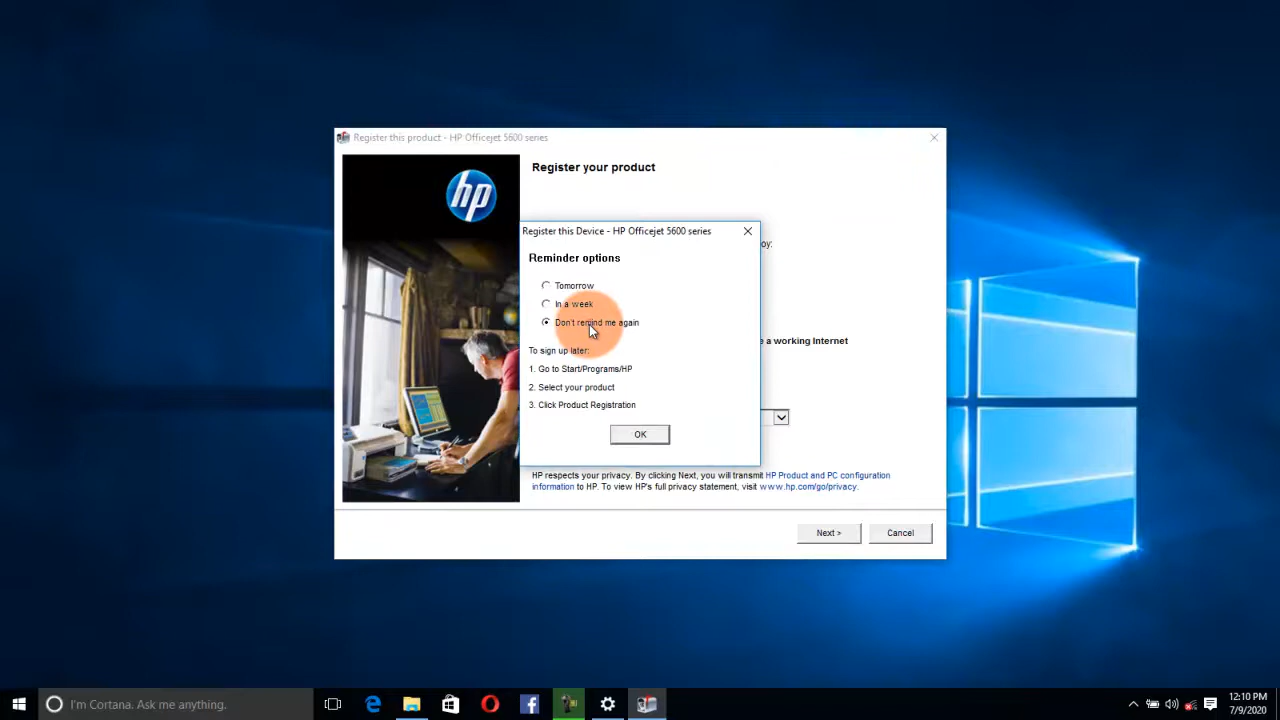 Register this product - HP Officejet 5600 series
hp
Register your product
Register this Device - HP Officejet 5600 series
oy:
Reminder options
Tomorrow
In a week
Don't remind me again
e a working Internet
To sign up later:
1. Go to Start/Programs/HP
2. Select your product
3. Click Product Registration
OK
HP respects your privacy. By clicking Next, you will transmit HP Product and PC configuration
information to HP. To view HP's full privacy statement, visit www.hp.com/go/privacy.
Next >
Cancel
I'm Cortana. Ask me anything.
12:10 PM
7/9/2020